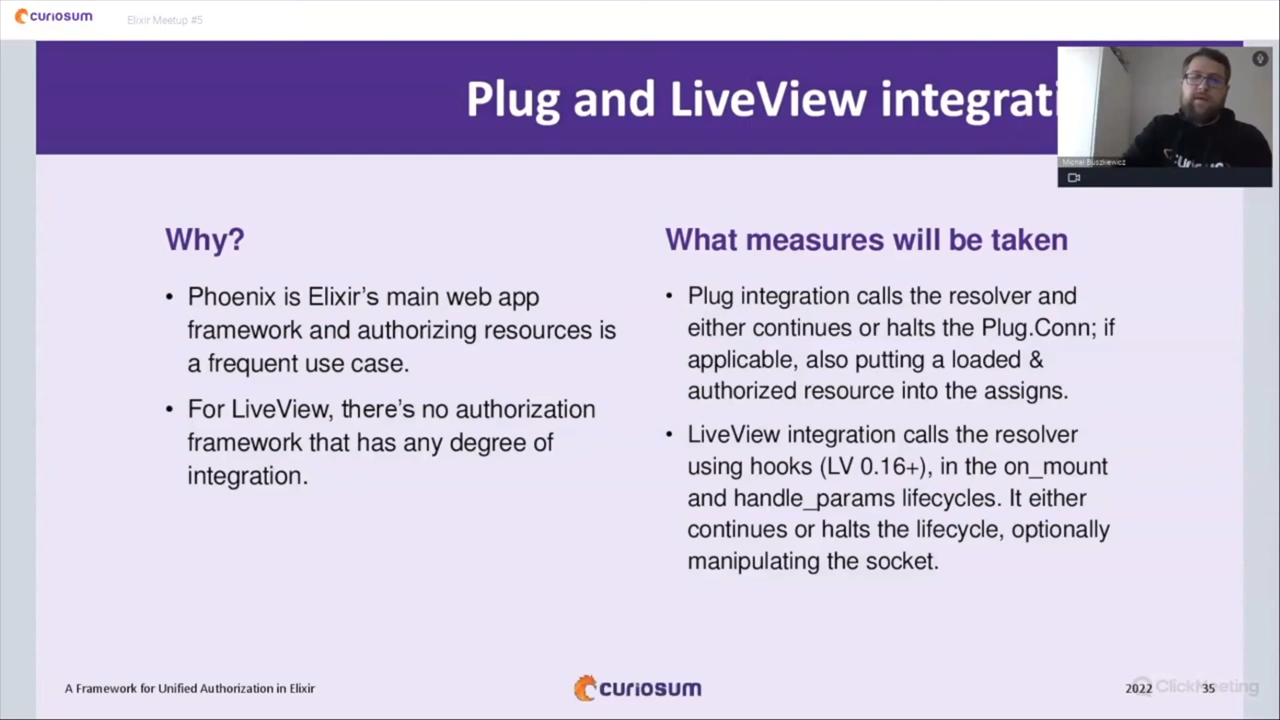 curiosum
Elixir Meetup #5
Plug and LiveView integrati
Michał Buszkiewicz
Why?
• Phoenix is Elixir's main web app
framework and authorizing resources is
a frequent use case.
• For LiveView, there's no authorization
framework that has any degree of
integration.
What measures will be taken
• Plug integration calls the resolver and
either continues or halts the Plug.Conn; if
applicable, also putting a loaded &
authorized resource into the assigns.
• LiveView integration calls the resolver
using hooks (LV 0.16+), in the on_mount
and handle_params lifecycles. It either
continues or halts the lifecycle, optionally
manipulating the socket.
A Framework for Unified Authorization in Elixir
curiosum
2022
ClickMeeting
35